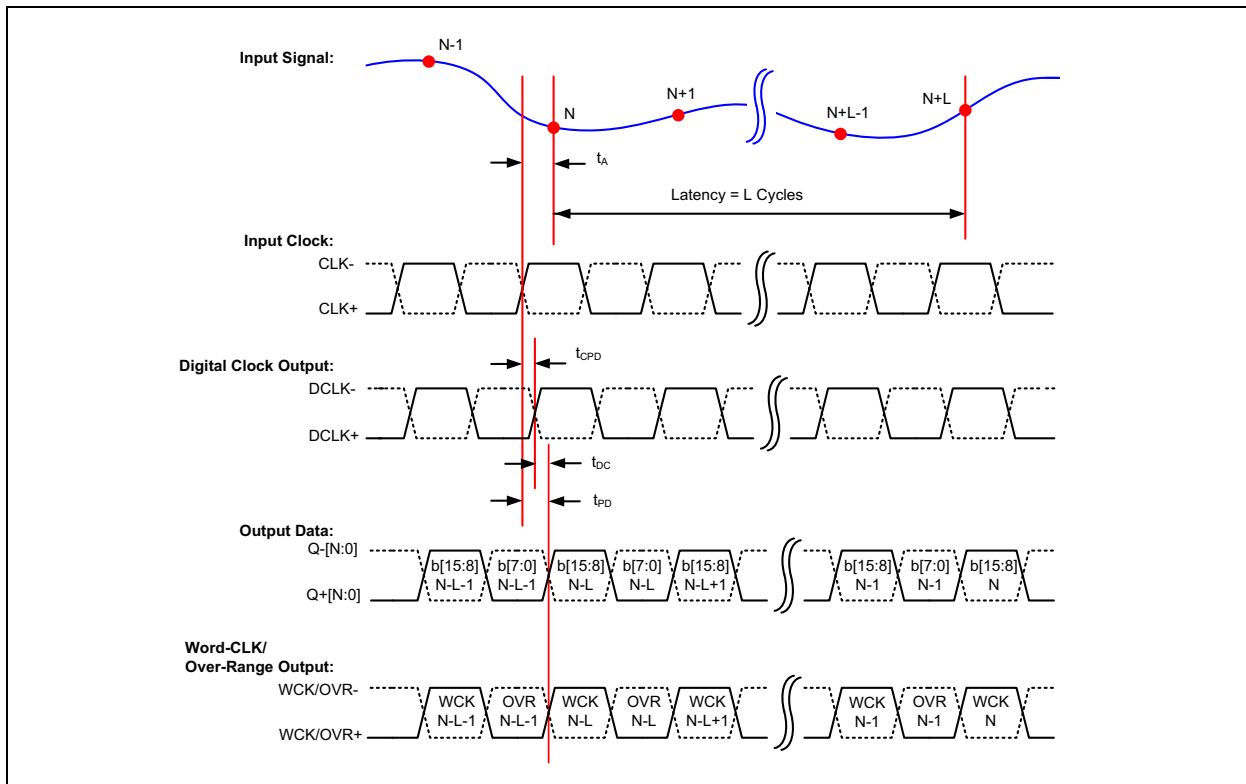 Input Signal:
N-1
N
N+1
N+L-1
N+L
tA
Latency = L Cycles
Input Clock:
CLK-
CLK+
tCPD
Digital Clock Output:
DCLK-
DCLK+
tDC
tPD
Output Data:
Q-[N:0]
Q+[N:0]
b[15:8] b[7:0] b[15:8] b[7:0] b[15:8] b[15:8] b[7:0] b[15:8]
N-L-1 N-L-1 N-L N-L N-L+1 N-1 N-1 N
Word-CLK/
Over-Range Output:
WCK/OVR-
WCK/OVR+
WCK OVR WCK OVR WCK WCK OVR WCK
N-L-1 N-L-1 N-L N-L N-L+1 N-1 N-1 N